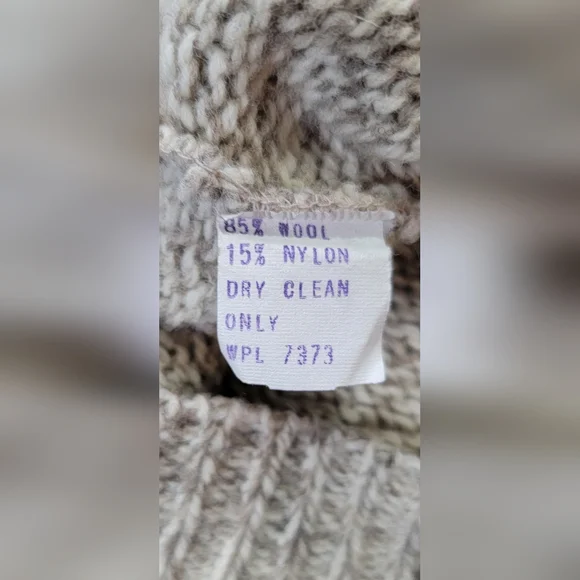 85% WOOL
15% NYLON
DRY CLEAN
ONLY
WPL 7373